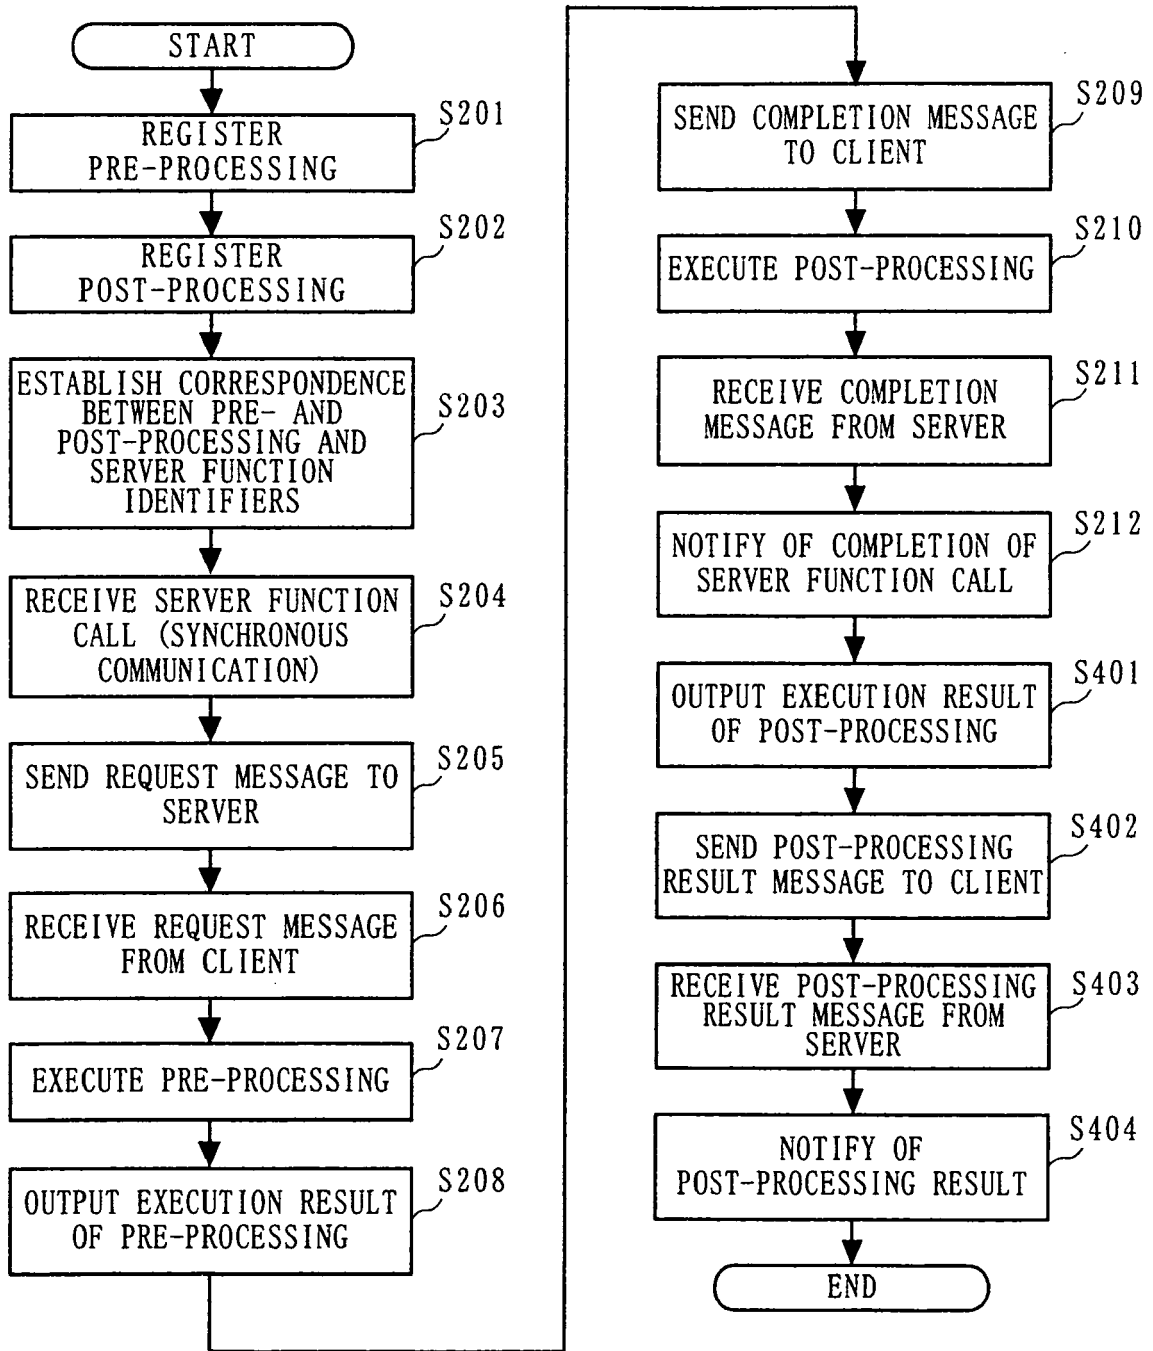 START
S201
REGISTER
PRE-PROCESSING
S202
REGISTER
POST-PROCESSING
S203
ESTABLISH CORRESPONDENCE
BETWEEN PRE- AND
POST-PROCESSING AND
SERVER FUNCTION
IDENTIFIERS
S204
RECEIVE SERVER FUNCTION
CALL (SYNCHRONOUS
COMMUNICATION)
S205
SEND REQUEST MESSAGE TO
SERVER
S206
RECEIVE REQUEST MESSAGE
FROM CLIENT
S207
EXECUTE PRE-PROCESSING
S208
OUTPUT EXECUTION RESULT
OF PRE-PROCESSING
S209
SEND COMPLETION MESSAGE
TO CLIENT
S210
EXECUTE POST-PROCESSING
S211
RECEIVE COMPLETION
MESSAGE FROM SERVER
S212
NOTIFY OF COMPLETION OF
SERVER FUNCTION CALL
S401
OUTPUT EXECUTION RESULT
OF POST-PROCESSING
S402
SEND POST-PROCESSING
RESULT MESSAGE TO CLIENT
S403
RECEIVE POST-PROCESSING
RESULT MESSAGE FROM
SERVER
S404
NOTIFY OF
POST-PROCESSING RESULT
END